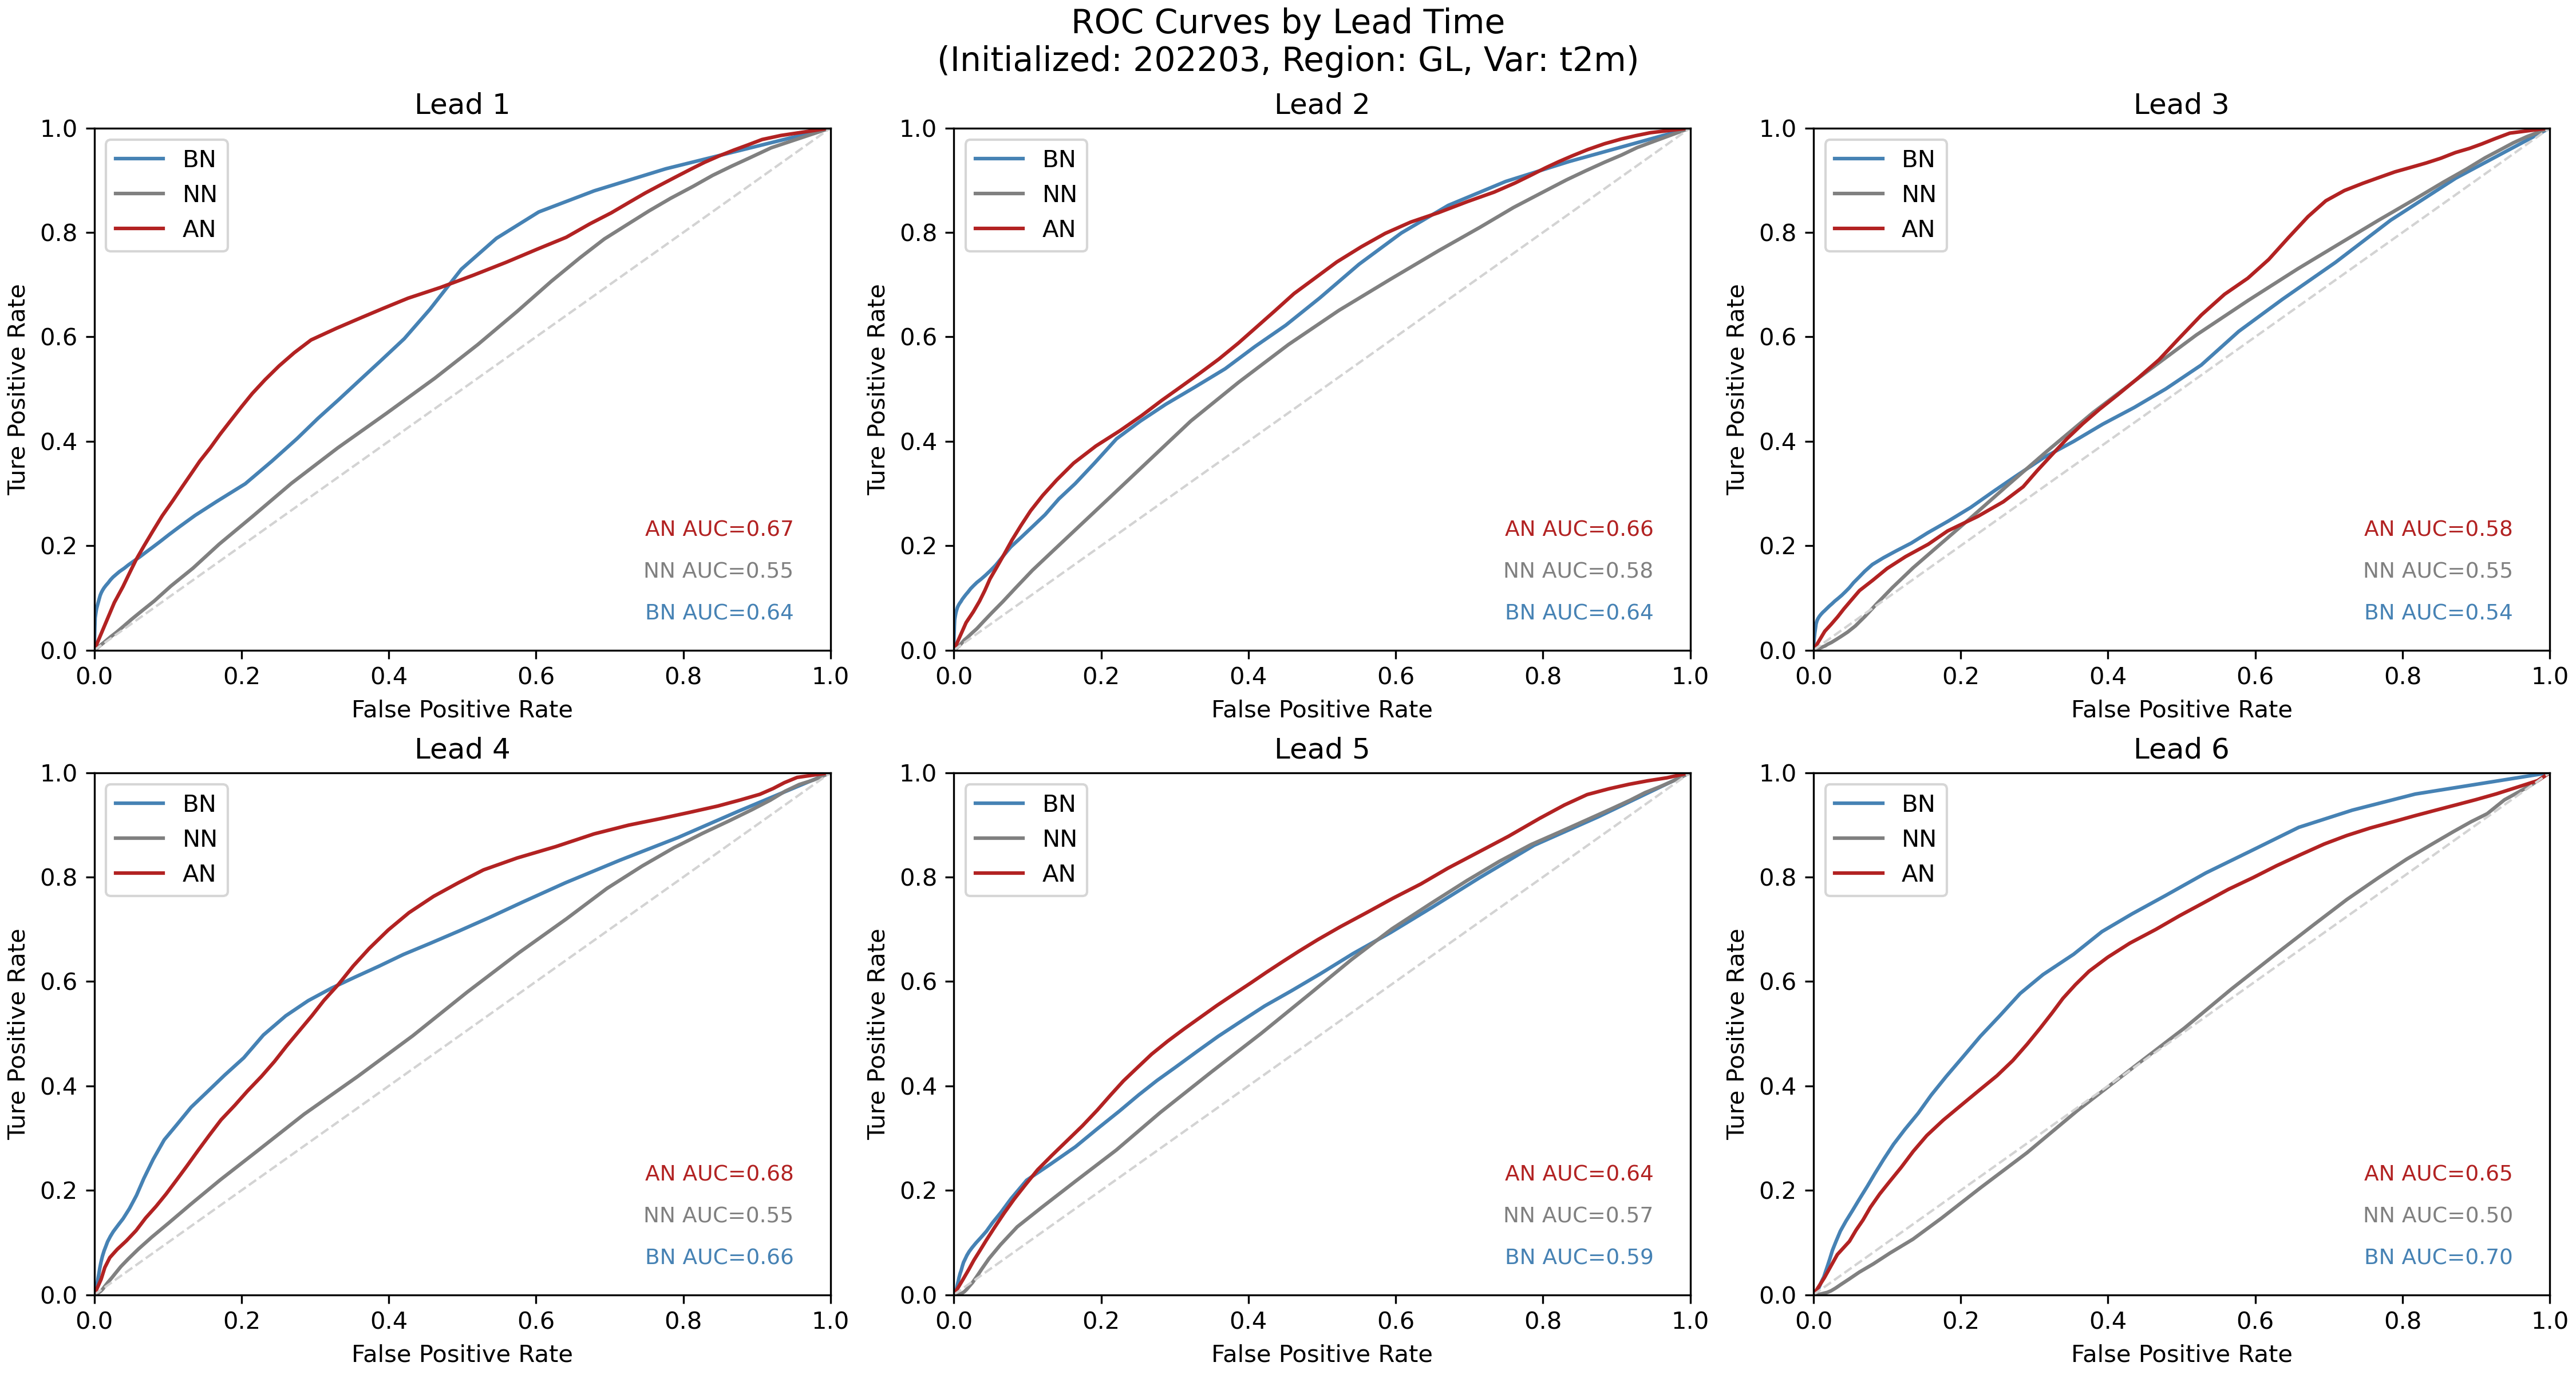 ROC Curves by Lead Time
(Initialized: 202203, Region: GL, Var: t2m)
Lead 1
1.0
0.8
0.6
0.4
0.2
0.0
Ture Positive Rate
BN
NN
AN
AN AUC=0.67
NN AUC=0.55
BN AUC=0.64
0.0 0.2 0.4 0.6 0.8 1.0
False Positive Rate
Lead 2
1.0
0.8
0.6
0.4
0.2
0.0
Ture Positive Rate
BN
NN
AN
AN AUC=0.66
NN AUC=0.58
BN AUC=0.64
0.0 0.2 0.4 0.6 0.8 1.0
False Positive Rate
Lead 3
1.0
0.8
0.6
0.4
0.2
0.0
Ture Positive Rate
BN
NN
AN
AN AUC=0.58
NN AUC=0.55
BN AUC=0.54
0.0 0.2 0.4 0.6 0.8 1.0
False Positive Rate
Lead 4
1.0
0.8
0.6
0.4
0.2
0.0
Ture Positive Rate
BN
NN
AN
AN AUC=0.68
NN AUC=0.55
BN AUC=0.66
0.0 0.2 0.4 0.6 0.8 1.0
False Positive Rate
Lead 5
1.0
0.8
0.6
0.4
0.2
0.0
Ture Positive Rate
BN
NN
AN
AN AUC=0.64
NN AUC=0.57
BN AUC=0.59
0.0 0.2 0.4 0.6 0.8 1.0
False Positive Rate
Lead 6
1.0
0.8
0.6
0.4
0.2
0.0
Ture Positive Rate
BN
NN
AN
AN AUC=0.65
NN AUC=0.50
BN AUC=0.70
0.0 0.2 0.4 0.6 0.8 1.0
False Positive Rate